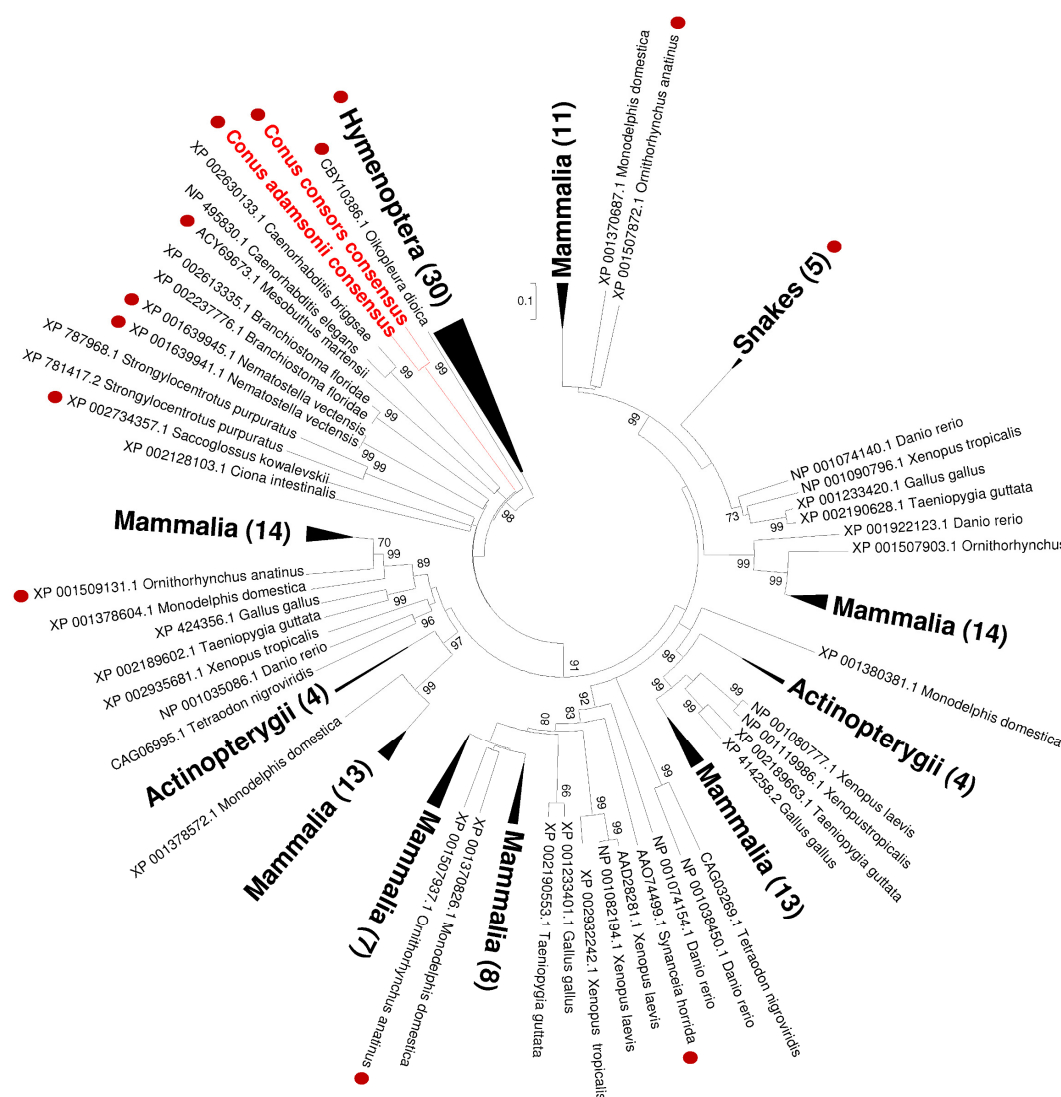 Mammalia (11)
XP 001370687.1 Monodelphis domestica
XP 001507872.1 Ornithorhynchus anatinus
Snakes (5)
NP 001074140.1 Danio rerio
NP 001090796.1 Xenopus tropicalis
XP 001233420.1 Gallus gallus
XP 002190628.1 Taeniopygia guttata
XP 001922123.1 Danio rerio
XP 001507903.1 Ornithorhynchus
Mammalia (14)
XP 001380381.1 Monodelphis domestica
Actinopterygii (4)
NP 001080777.1 Xenopus laevis
NP 001119986.1 Xenopustropicalis
XP 002189663.1 Taeniopygia guttata
XP 414258.2 Gallus gallus
Mammalia (13)
CAG03269.1 Tetraodon nigroviridis
NP 001038450.1 Danio rerio
NP 001074154.1 Danio rerio
AAO74499.1 Synanceia horrida
AAD28281.1 Xenopus laevis
NP 001082194.1 Xenopus laevis
XP 002932242.1 Xenopus tropicalis
XP 001233401.1 Gallus gallus
XP 002190553.1 Taeniopygia guttata
Mammalia (8)
XP 001370826.1 Monodelphis domestica
XP 001507937.1 Ornithorhynchus anatinus
Mammalia (7)
Mammalia (13)
XP 001378572.1 Monodelphis domestica
Actinopterygii (4)
CAG06995.1 Tetraodon nigroviridis
NP 001035086.1 Danio rerio
XP 002935681.1 Xenopus tropicalis
XP 002189602.1 Taeniopygia guttata
XP 424356.1 Gallus gallus
XP 001378604.1 Monodelphis domestica
XP 001509131.1 Ornithorhynchus anatinus
Mammalia (14)
XP 002128103.1 Ciona intestinalis
XP 002734357.1 Saccoglossus kowalevskii
XP 781417.2 Strongylocentrotus purpuratus
XP 787968.1 Strongylocentrotus purpuratus
XP 001639941.1 Nematostella vectensis
XP 001639945.1 Nematostella vectensis
XP 002237776.1 Branchiostoma floridae
XP 002613335.1 Branchiostoma floridae
ACY69673.1 Mesobuthus martensii
NP 495830.1 Caenorhabditis elegans
XP 002630133.1 Caenorhabditis briggsae
Conus adamsonii consensus
Conus consors consensus
CBY10386.1 Oikopleura dioica
Hymenoptera (30)
0.1
99
73
99
99
99
98
99
99
99
99
92
83
99
99
66
80
91
99
97
96
99
89
99
70
98
99
99
99
99
99